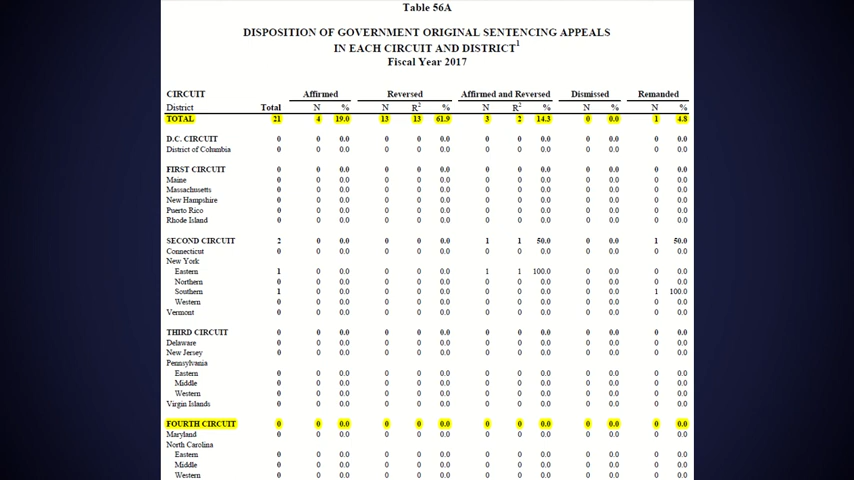 Table 56A
DISPOSITION OF GOVERNMENT ORIGINAL SENTENCING APPEALS
IN EACH CIRCUIT AND DISTRICT1
Fiscal Year 2017
CIRCUIT Affirmed Reversed Affirmed and Reversed Dismissed Remanded
District Total N % N R2 % N R2 % N % N %
TOTAL 21 4 19.0 13 13 61.9 3 2 14.3 0 0.0 1 4.8
D.C. CIRCUIT 0 0 0.0 0 0 0.0 0 0 0.0 0 0.0 0 0.0
District of Columbia 0 0 0.0 0 0 0.0 0 0 0.0 0 0.0 0 0.0
FIRST CIRCUIT 0 0 0.0 0 0 0.0 0 0 0.0 0 0.0 0 0.0
Maine 0 0 0.0 0 0 0.0 0 0 0.0 0 0.0 0 0.0
Massachusetts 0 0 0.0 0 0 0.0 0 0 0.0 0 0.0 0 0.0
New Hampshire 0 0 0.0 0 0 0.0 0 0 0.0 0 0.0 0 0.0
Puerto Rico 0 0 0.0 0 0 0.0 0 0 0.0 0 0.0 0 0.0
Rhode Island 0 0 0.0 0 0 0.0 0 0 0.0 0 0.0 0 0.0
SECOND CIRCUIT 2 0 0.0 0 0 0.0 1 1 50.0 0 0.0 1 50.0
Connecticut 0 0 0.0 0 0 0.0 0 0 0.0 0 0.0 0 0.0
New York
Eastern 1 0 0.0 0 0 0.0 1 1 100.0 0 0.0 0 0.0
Northern 0 0 0.0 0 0 0.0 0 0 0.0 0 0.0 0 0.0
Southern 1 0 0.0 0 0 0.0 0 0 0.0 0 0.0 1 100.0
Western 0 0 0.0 0 0 0.0 0 0 0.0 0 0.0 0 0.0
Vermont 0 0 0.0 0 0 0.0 0 0 0.0 0 0.0 0 0.0
THIRD CIRCUIT 0 0 0.0 0 0 0.0 0 0 0.0 0 0.0 0 0.0
Delaware 0 0 0.0 0 0 0.0 0 0 0.0 0 0.0 0 0.0
New Jersey 0 0 0.0 0 0 0.0 0 0 0.0 0 0.0 0 0.0
Pennsylvania
Eastern 0 0 0.0 0 0 0.0 0 0 0.0 0 0.0 0 0.0
Middle 0 0 0.0 0 0 0.0 0 0 0.0 0 0.0 0 0.0
Western 0 0 0.0 0 0 0.0 0 0 0.0 0 0.0 0 0.0
Virgin Islands 0 0 0.0 0 0 0.0 0 0 0.0 0 0.0 0 0.0
FOURTH CIRCUIT 0 0 0.0 0 0 0.0 0 0 0.0 0 0.0 0 0.0
Maryland 0 0 0.0 0 0 0.0 0 0 0.0 0 0.0 0 0.0
North Carolina
Eastern 0 0 0.0 0 0 0.0 0 0 0.0 0 0.0 0 0.0
Middle 0 0 0.0 0 0 0.0 0 0 0.0 0 0.0 0 0.0
Western 0 0 0.0 0 0 0.0 0 0 0.0 0 0.0 0 0.0